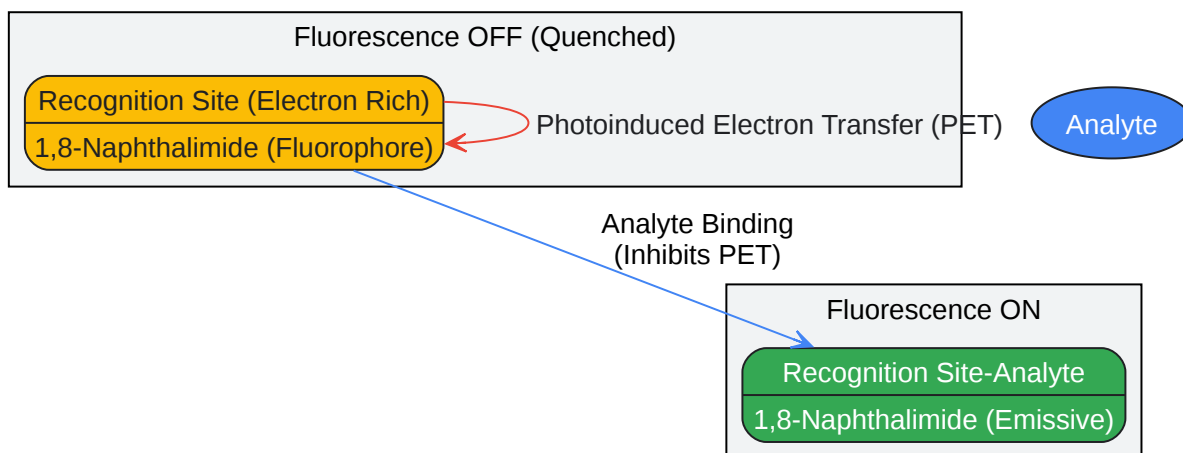 Fluorescence OFF (Quenched)
Recognition Site (Electron Rich)
1,8-Naphthalimide (Fluorophore)
Photoinduced Electron Transfer (PET)
Analyte
Analyte Binding
(Inhibits PET)
Fluorescence ON
Recognition Site-Analyte
1,8-Naphthalimide (Emissive)